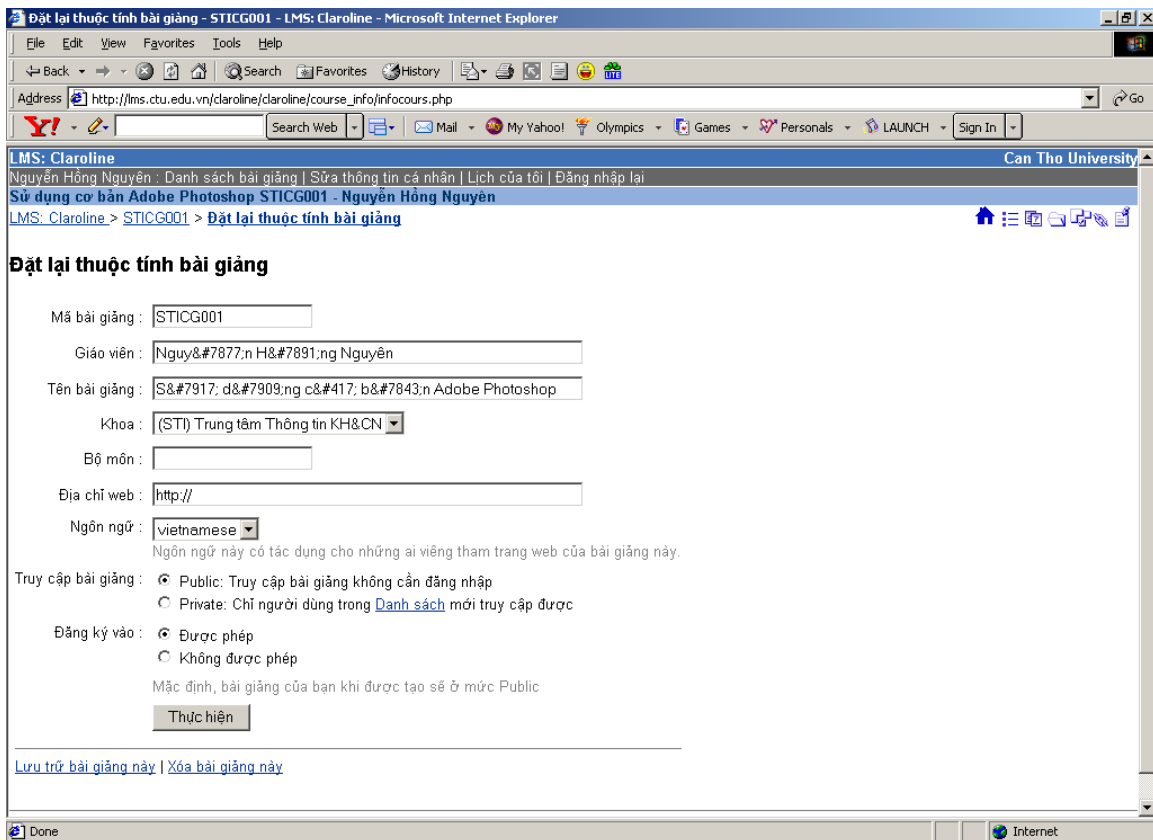 Đặt lại thuộc tính bài giảng - STICG001 - LMS: Claroline - Microsoft Internet Explorer
File Edit View Favorites Tools Help
Back Search Favorites History
Address http://lms.ctu.edu.vn/claroline/claroline/course_info/infocours.php Go
Y! Search Web Mail My Yahoo! Olympics Games Personals LAUNCH Sign In
LMS: Claroline Can Tho University
Nguyễn Hồng Nguyên : Danh sách bài giảng | Sửa thông tin cá nhân | Lịch của tôi | Đăng nhập lại
Sử dụng cơ bản Adobe Photoshop STICG001 - Nguyễn Hồng Nguyên
LMS: Claroline > STICG001 > Đặt lại thuộc tính bài giảng
Đặt lại thuộc tính bài giảng
Mã bài giảng : STICG001
Giáo viên : Nguy&#7877;n H&#7891;ng Nguyên
Tên bài giảng : S&#7917; d&#7909;ng c&#417; b&#7843;n Adobe Photoshop
Khoa : (STI) Trung tâm Thông tin KH&CN
Bộ môn :
Địa chỉ web : http://
Ngôn ngữ : vietnamese
Ngôn ngữ này có tác dụng cho những ai viêng tham trang web của bài giảng này.
Truy cập bài giảng : Public: Truy cập bài giảng không cần đăng nhập
Private: Chỉ người dùng trong Danh sách mới truy cập được
Đăng ký vào : Được phép
Không được phép
Mặc định, bài giảng của bạn khi được tạo sẽ ở mức Public
Thực hiện
Lưu trữ bài giảng này | Xóa bài giảng này
Done Internet